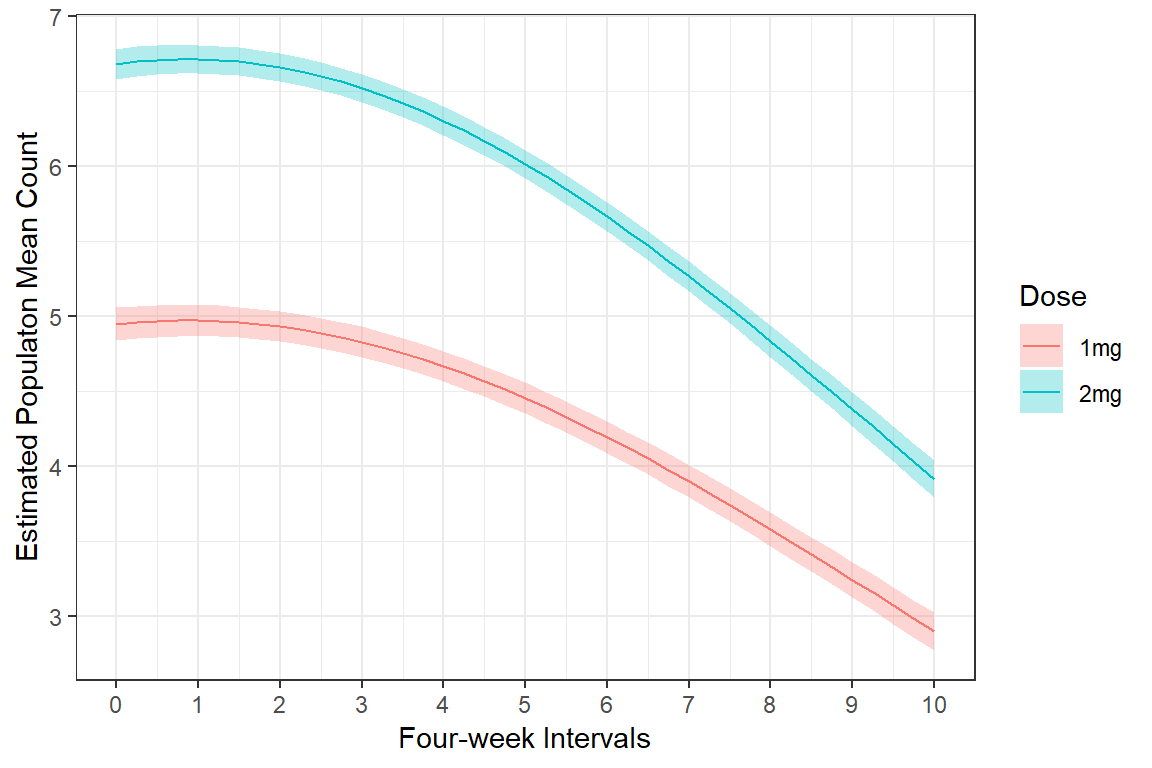 Estimated Populaton Mean Count
7
6
5
4
3
0 1 2 3 4 5 6 7 8 9 10
Four-week Intervals
Dose
1mg
2mg